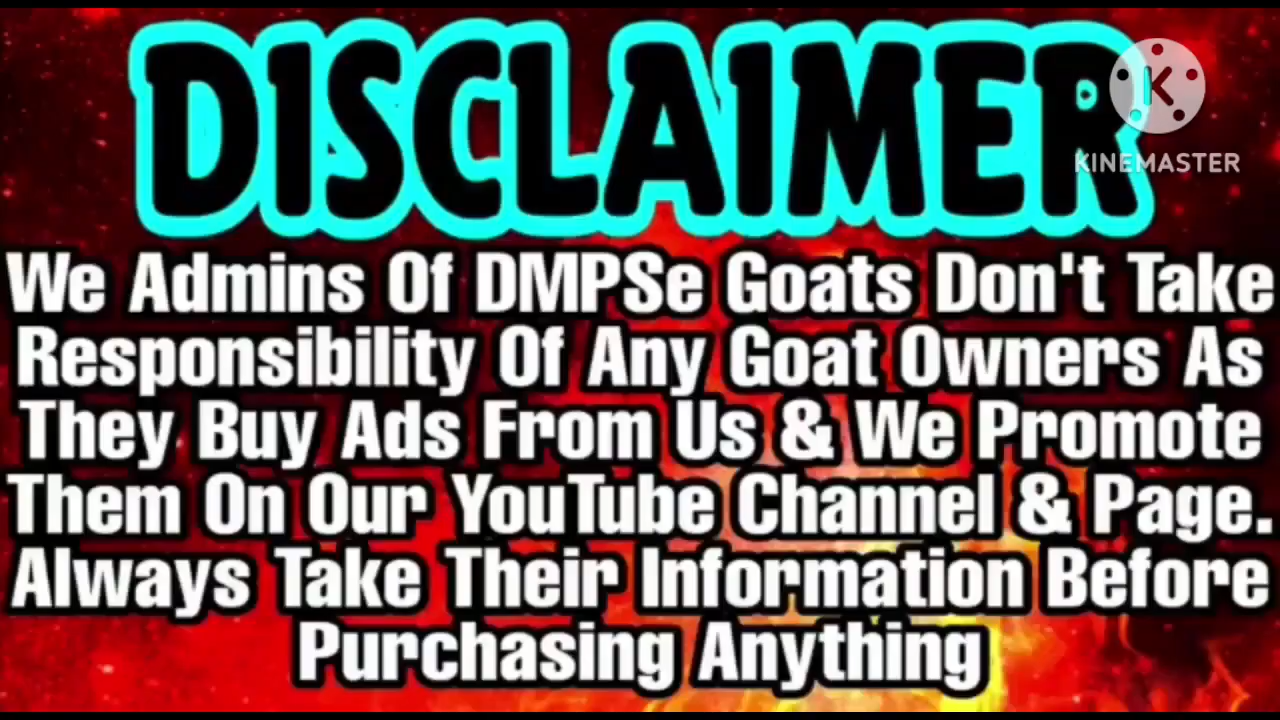 DISCLAIMER
K
KINEMASTER
We Admins Of DMPSe Goats Don't Take
Responsibility Of Any Goat Owners As
They Buy Ads From Us & We Promote
Them On Our YouTube Channel & Page.
Always Take Their Information Before
Purchasing Anything